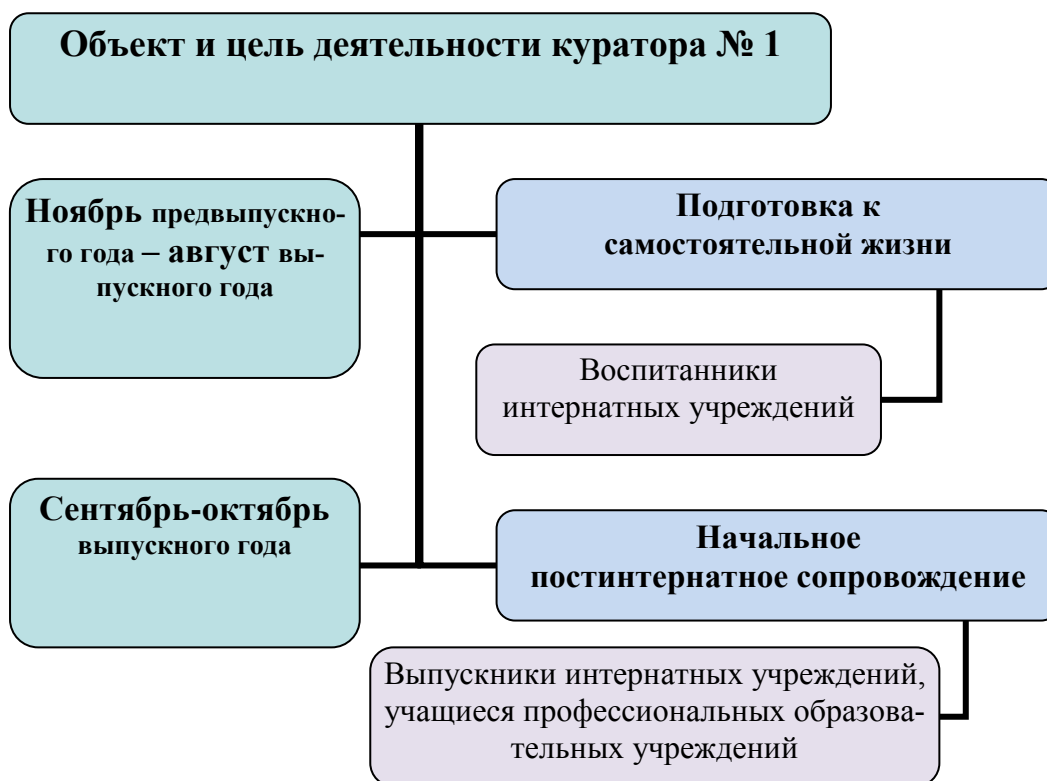 Объект и цель деятельности куратора № 1
Ноябрь предвыпускно-
го года – август вы-
пускного года
Подготовка к
самостоятельной жизни
Воспитанники
интернатных учреждений
Сентябрь-октябрь
выпускного года
Начальное
постинтернатное сопровождение
Выпускники интернатных учреждений,
учащиеся профессиональных образова-
тельных учреждений